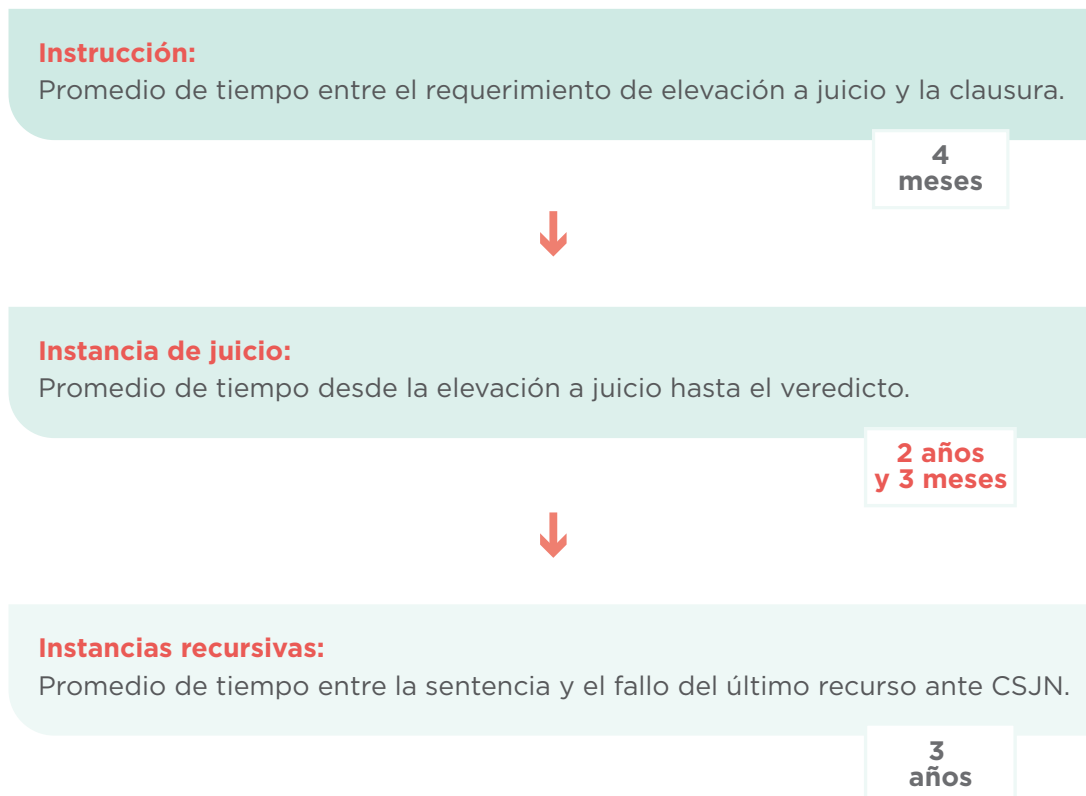 Instrucción:
Promedio de tiempo entre el requerimiento de elevación a juicio y la clausura.
4
meses
Instancia de juicio:
Promedio de tiempo desde la elevación a juicio hasta el veredicto.
2 años
y 3 meses
Instancias recursivas:
Promedio de tiempo entre la sentencia y el fallo del último recurso ante CSJN.
3
años